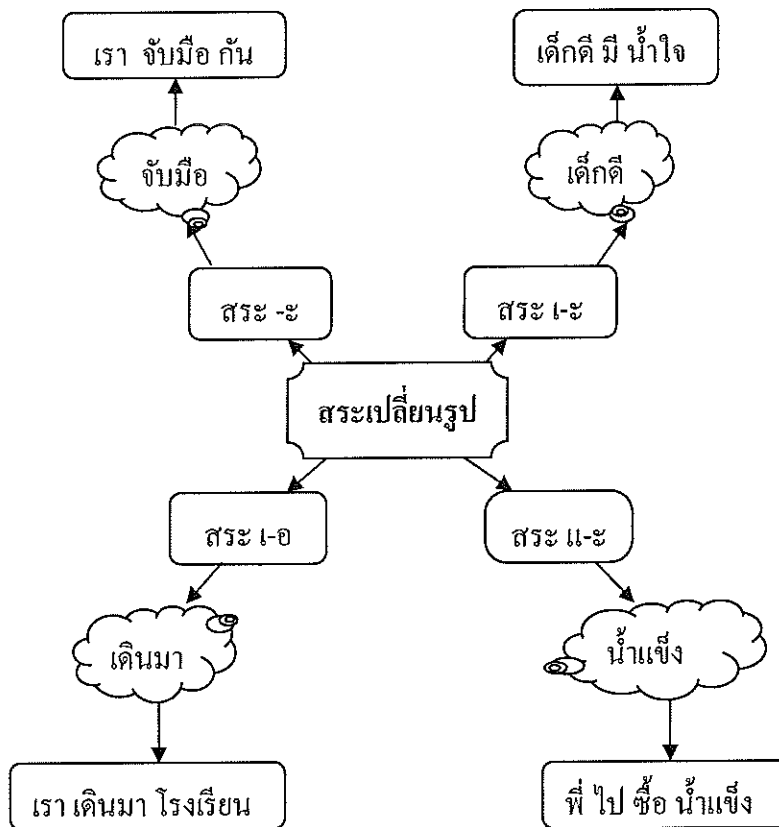 เรา จับมือ กัน
เด็กดี มี น้ำใจ
จับมือ
เด็กดี
สระ -ะ
สระ เ-ะ
สระเปลี่ยนรูป
สระ เ-อ
สระ แ-ะ
เดินมา
น้ำแข็ง
เรา เดินมา โรงเรียน
พี่ ไป ซื้อ น้ำแข็ง